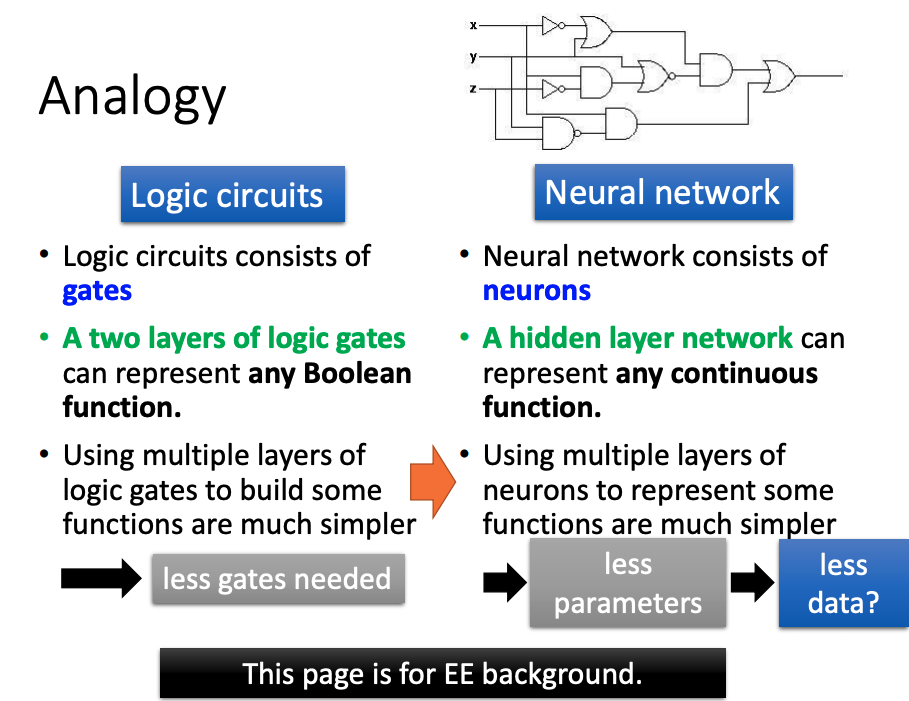 x
y
z
Analogy
Logic circuits
• Logic circuits consists of
gates
• A two layers of logic gates
can represent any Boolean
function.
• Using multiple layers of
logic gates to build some
functions are much simpler
less gates needed
Neural network
• Neural network consists of
neurons
• A hidden layer network can
represent any continuous
function.
• Using multiple layers of
neurons to represent some
functions are much simpler
less
parameters
less
data?
This page is for EE background.